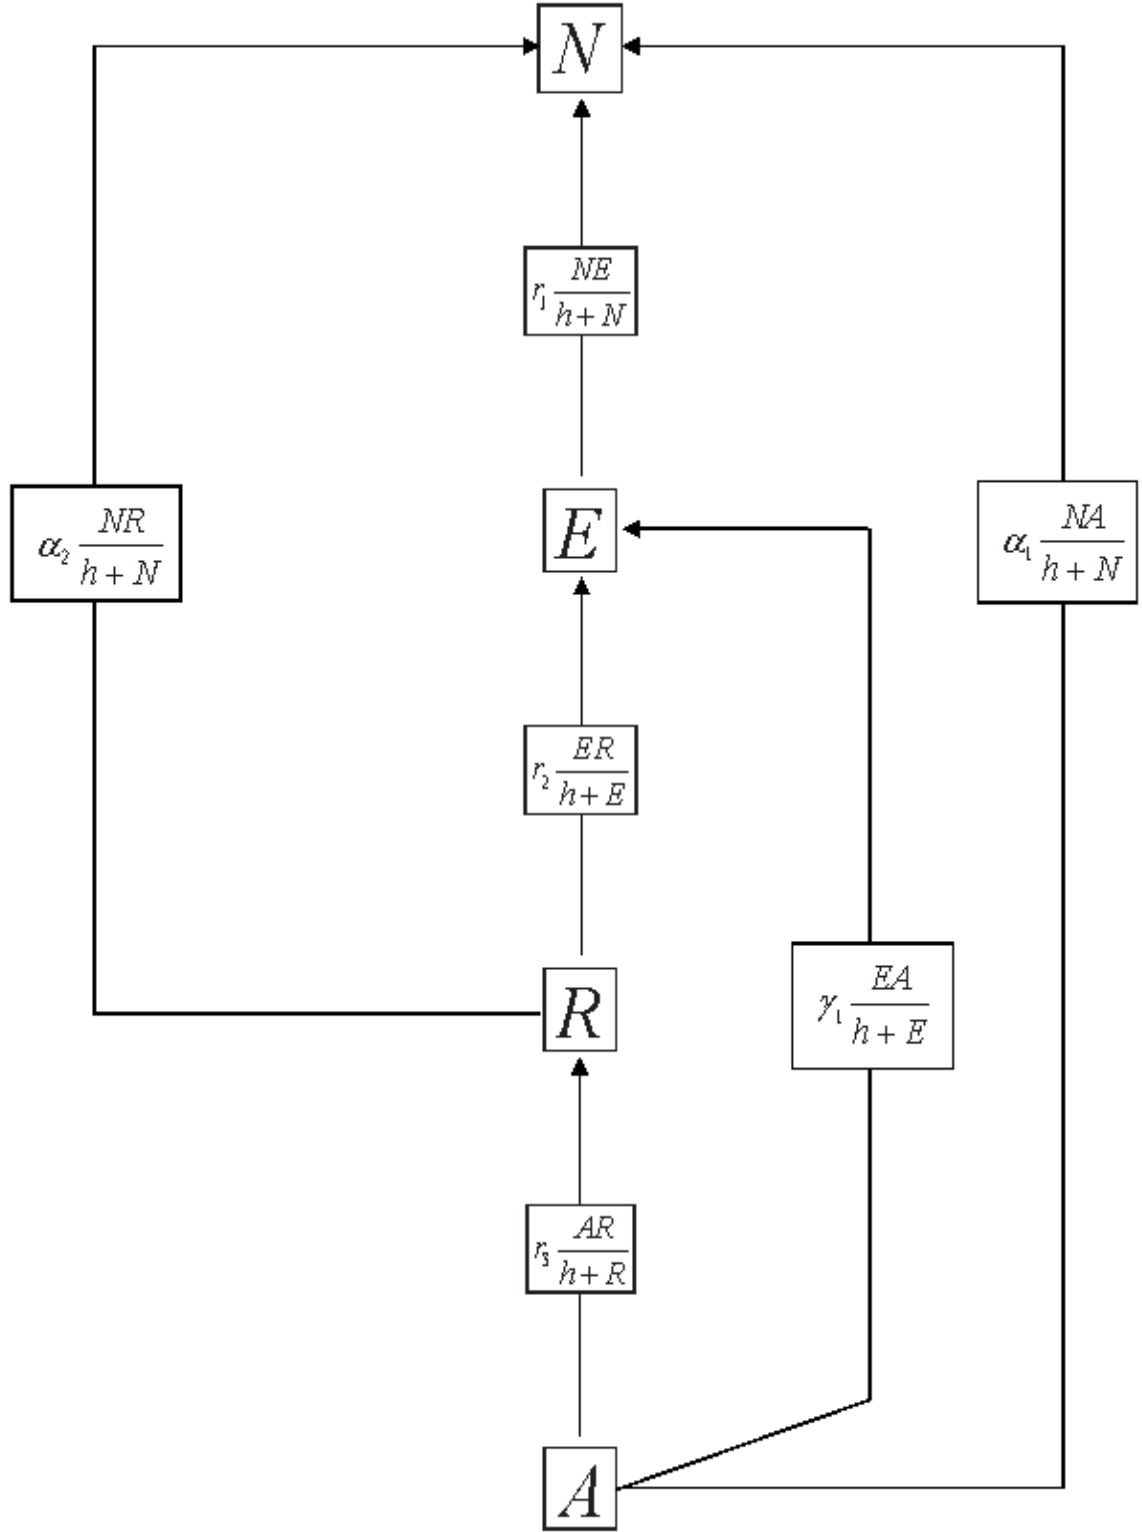 N
r₁ NE / h + N
α₂ NR / h + N
E
α₁ NA / h + N
r₂ ER / h + E
R
γ₁ EA / h + E
r₃ AR / h + R
A